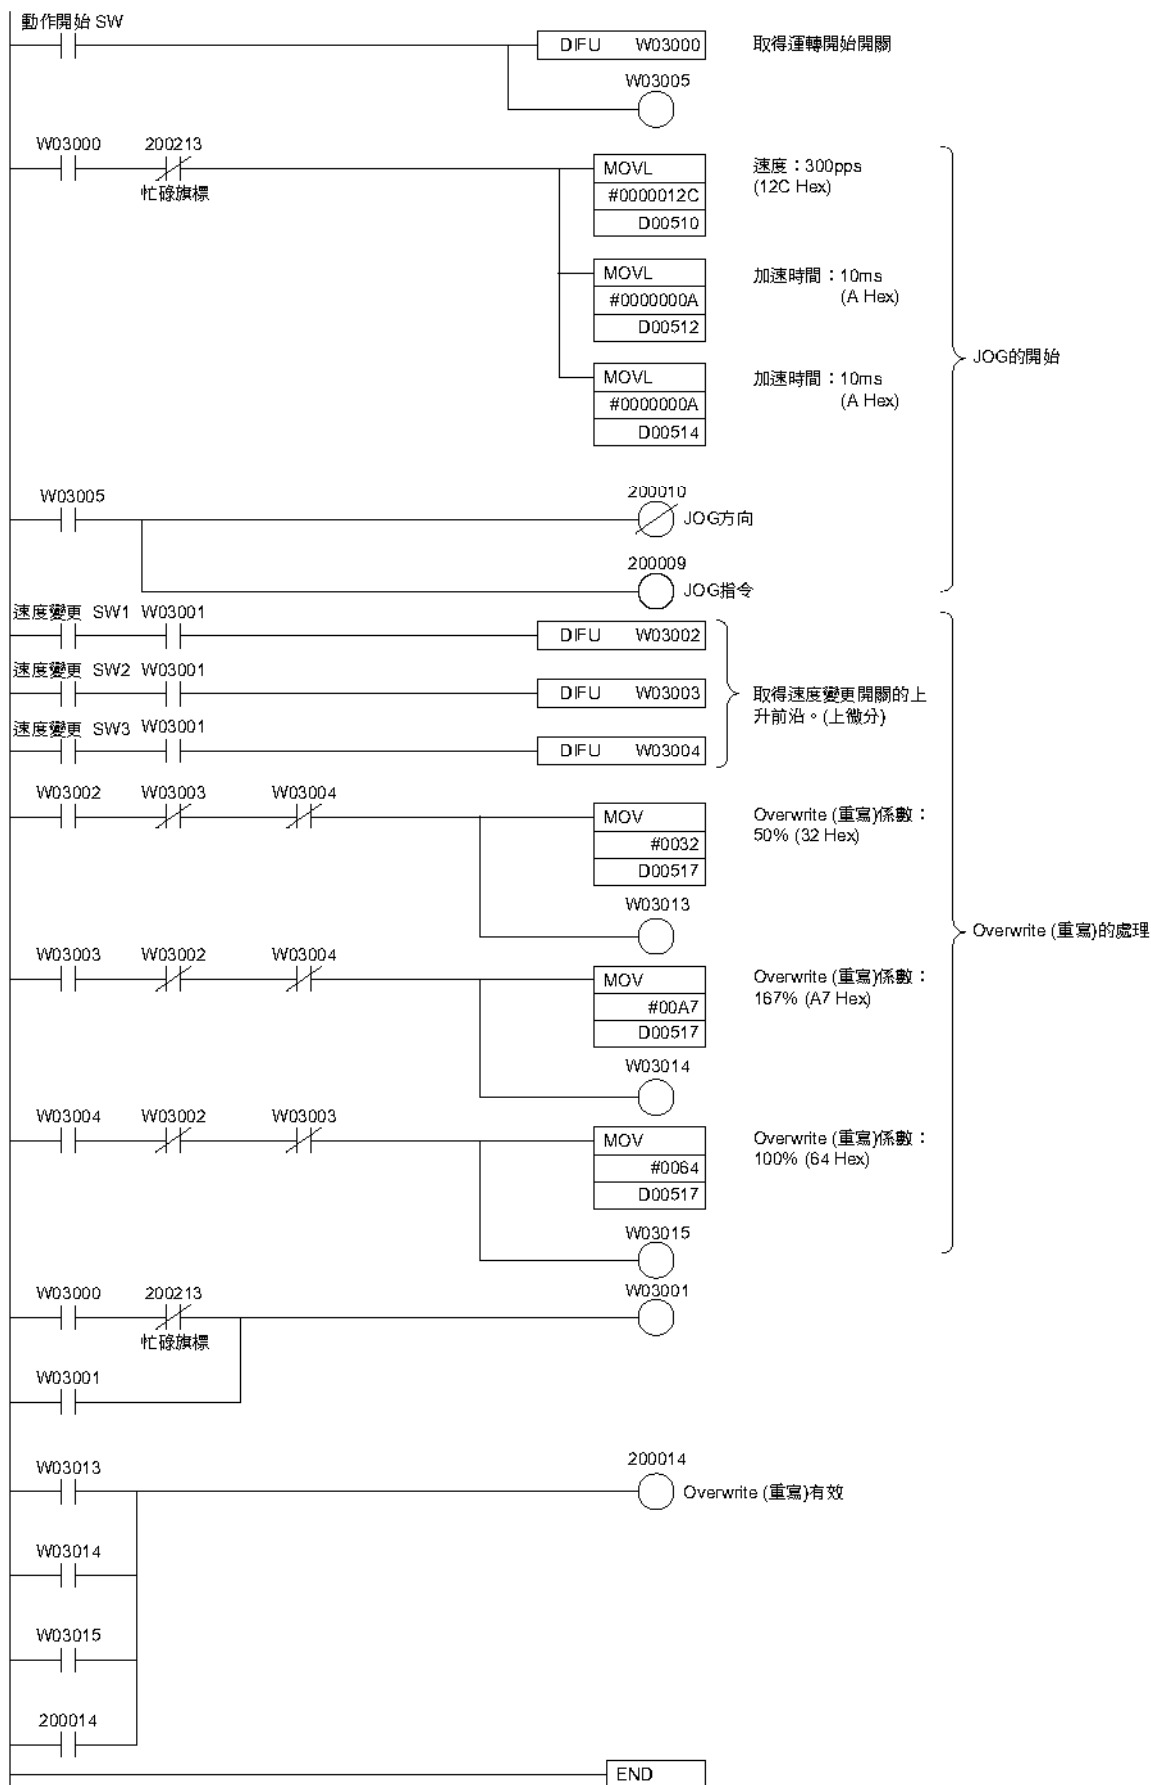 動作開始 SW
DIFU W03000 取得運轉開始開關
W03005
W03000 200213
忙碌旗標
MOVL
#0000012C
D00510
速度：300pps
(12C Hex)
MOVL
#0000000A
D00512
加速時間：10ms
(A Hex)
MOVL
#0000000A
D00514
加速時間：10ms
(A Hex)
JOG的開始
W03005
200010
JOG方向
200009
JOG指令
速度變更 SW1 W03001
DIFU W03002
速度變更 SW2 W03001
DIFU W03003
速度變更 SW3 W03001
DIFU W03004
取得速度變更開關的上
升前沿。(上微分)
W03002 W03003 W03004
MOV
#0032
D00517
Overwrite (重寫)係數：
50% (32 Hex)
W03013
Overwrite (重寫)的處理
W03003 W03002 W03004
MOV
#00A7
D00517
Overwrite (重寫)係數：
167% (A7 Hex)
W03014
W03004 W03002 W03003
MOV
#0064
D00517
Overwrite (重寫)係數：
100% (64 Hex)
W03015
W03000 200213 W03001
忙碌旗標
W03001
W03013 200014
Overwrite (重寫)有效
W03014
W03015
200014
END